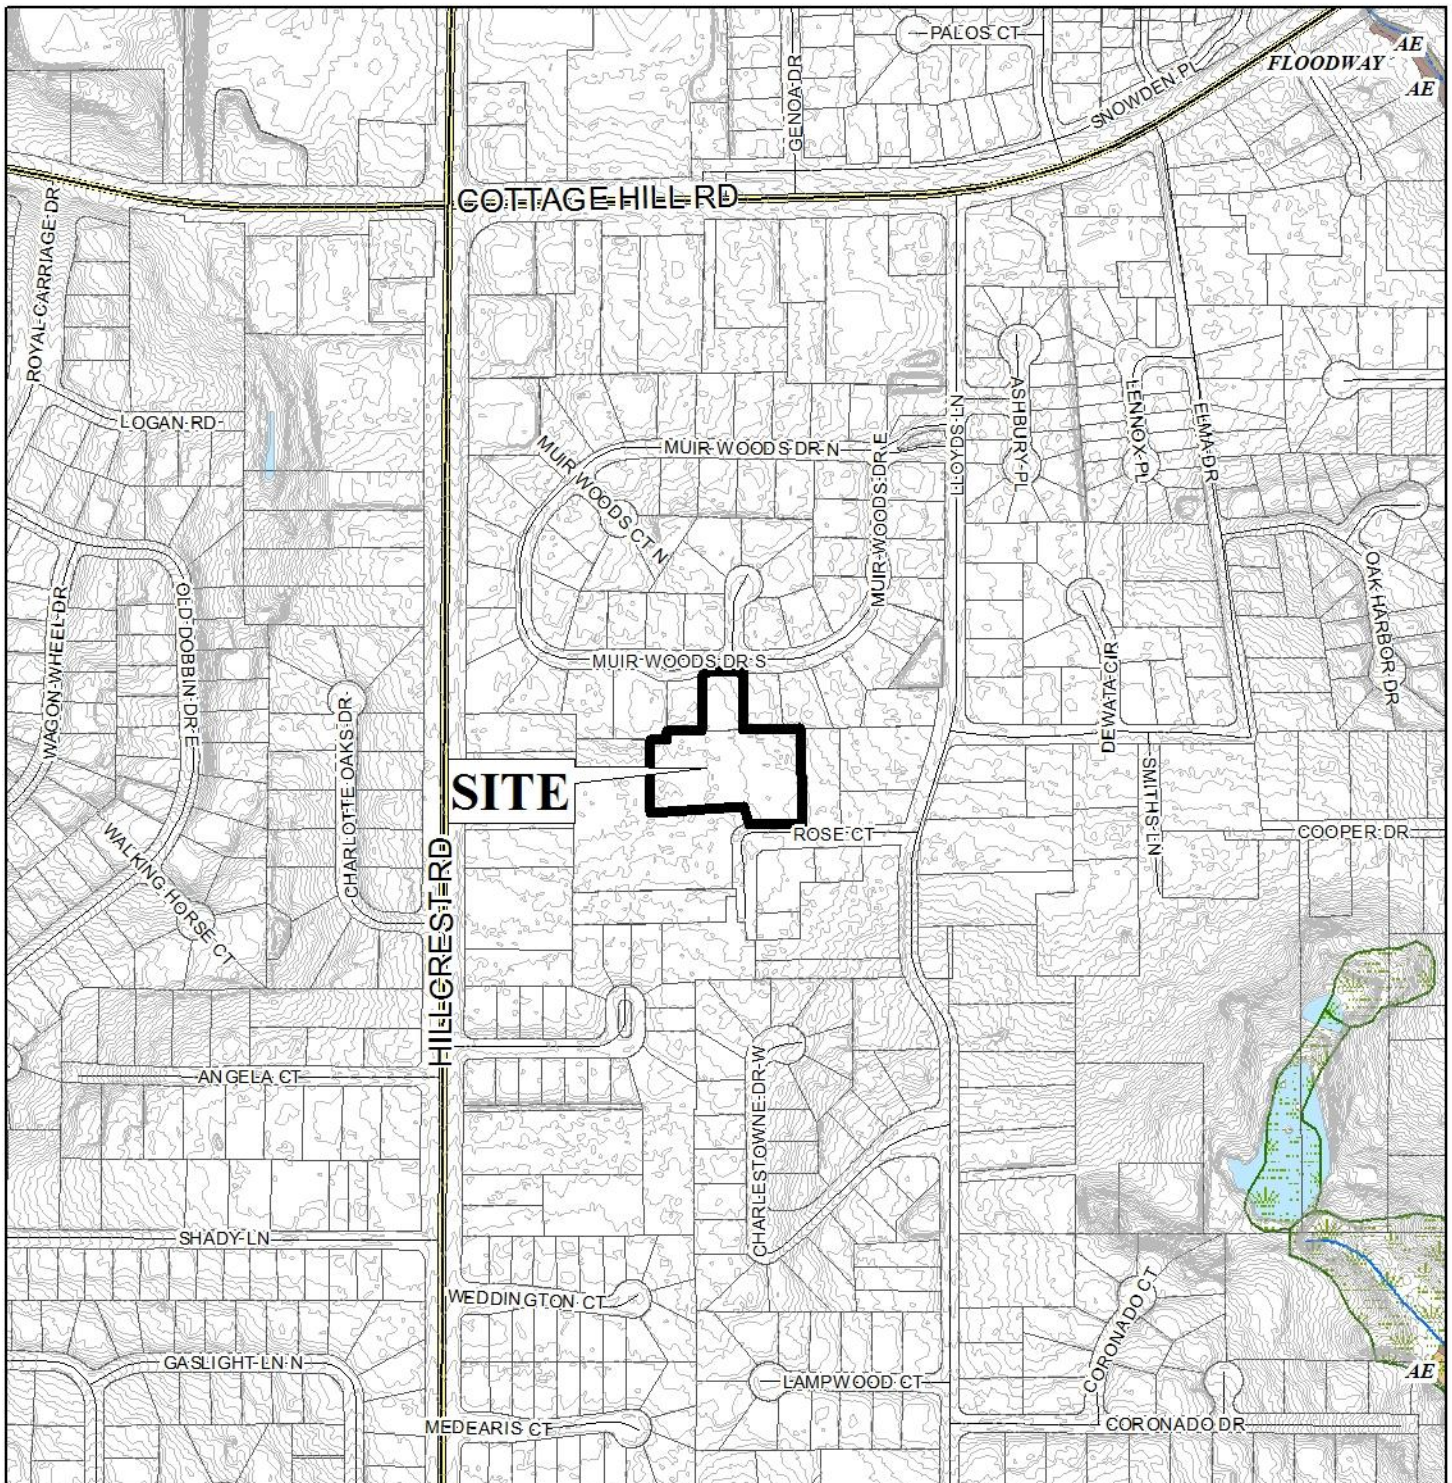 PALOS CT
AE
FLOODWAY
AE
GENOA DR
SNOWDEN PL
COTTAGE HILL RD
ROYAL CARRIAGE DR
LOGAN RD
MUIR WOODS DR N
MUIR WOODS CT N
MUIR WOODS DR E
LLOYDS LN
ASHBURY PL
LENNOX PL
ELMA DR
OAK HARBOR DR
WAGON WHEEL DR
OLD DOBBIN DR E
MUIR WOODS DR S
DEWATA CIR
CHARLOTTE OAKS DR
SITE
SMITHS LN
ROSE CT
COOPER DR
WALKING HORSE CT
HILLCREST RD
ANGELA CT
CHARLESTOWNE DR W
SHADY LN
WEDDINGTON CT
CORONADO CT
GASLIGHT LN N
LAMPWOOD CT
AE
MEDEARIS CT
CORONADO DR